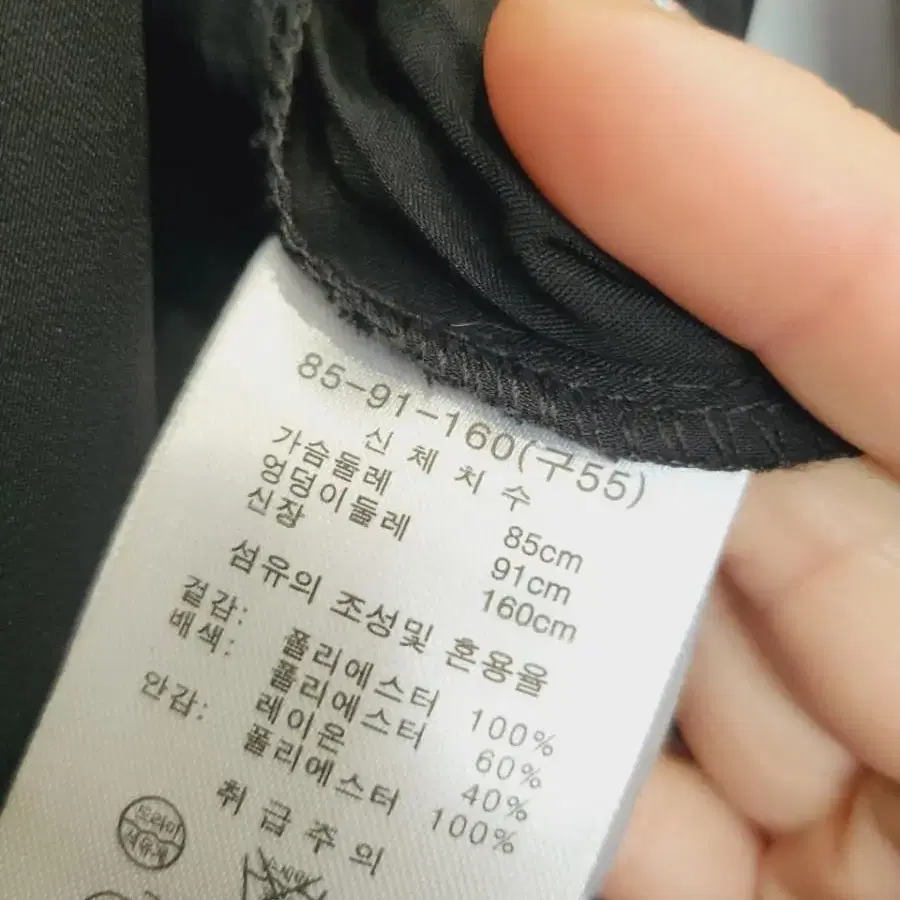 85-91-160(구55)
신 체 치 수
가슴둘레 85cm
엉덩이둘레 91cm
신장 160cm
섬유의 조성및 혼용율
겉감: 폴리에스터 100%
배색: 폴리에스터 60%
레이온 40%
안감: 폴리에스터 100%
취 급 주 의
드라이